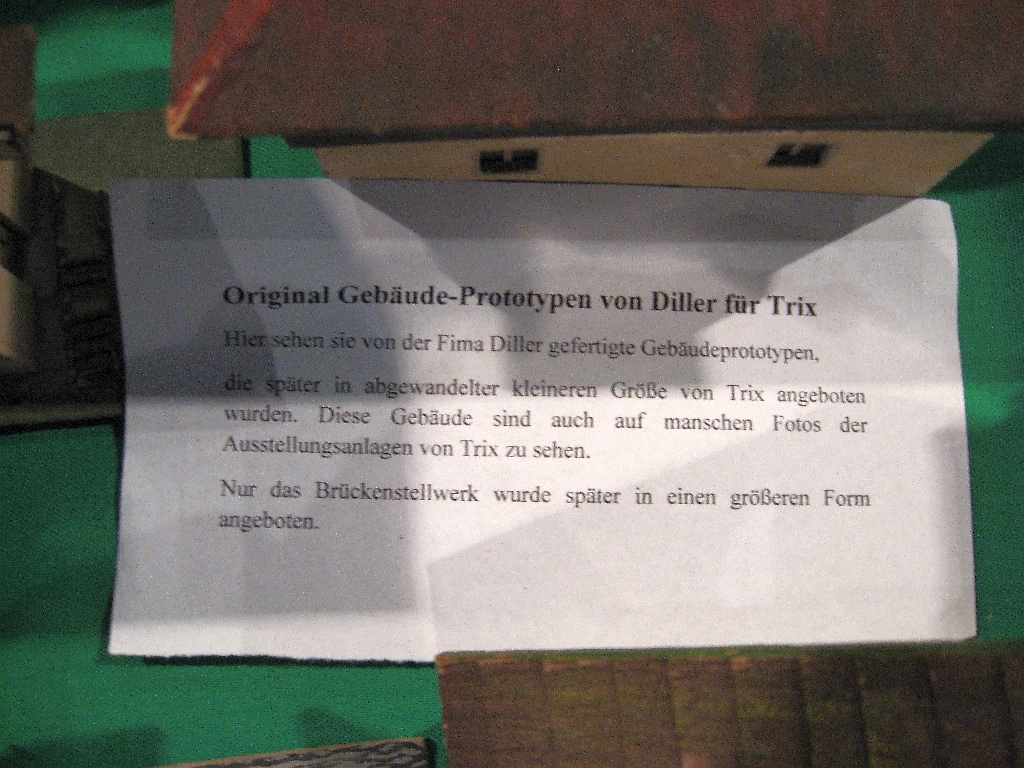 Original Gebäude-Prototypen von Diller für Trix
Hier sehen sie von der Fima Diller gefertigte Gebäudeprototypen,
die später in abgewandelter kleineren Größe von Trix angeboten
wurden. Diese Gebäude sind auch auf manschen Fotos der
Ausstellungsanlagen von Trix zu sehen.
Nur das Brückenstellwerk wurde später in einen größeren Form
angeboten.